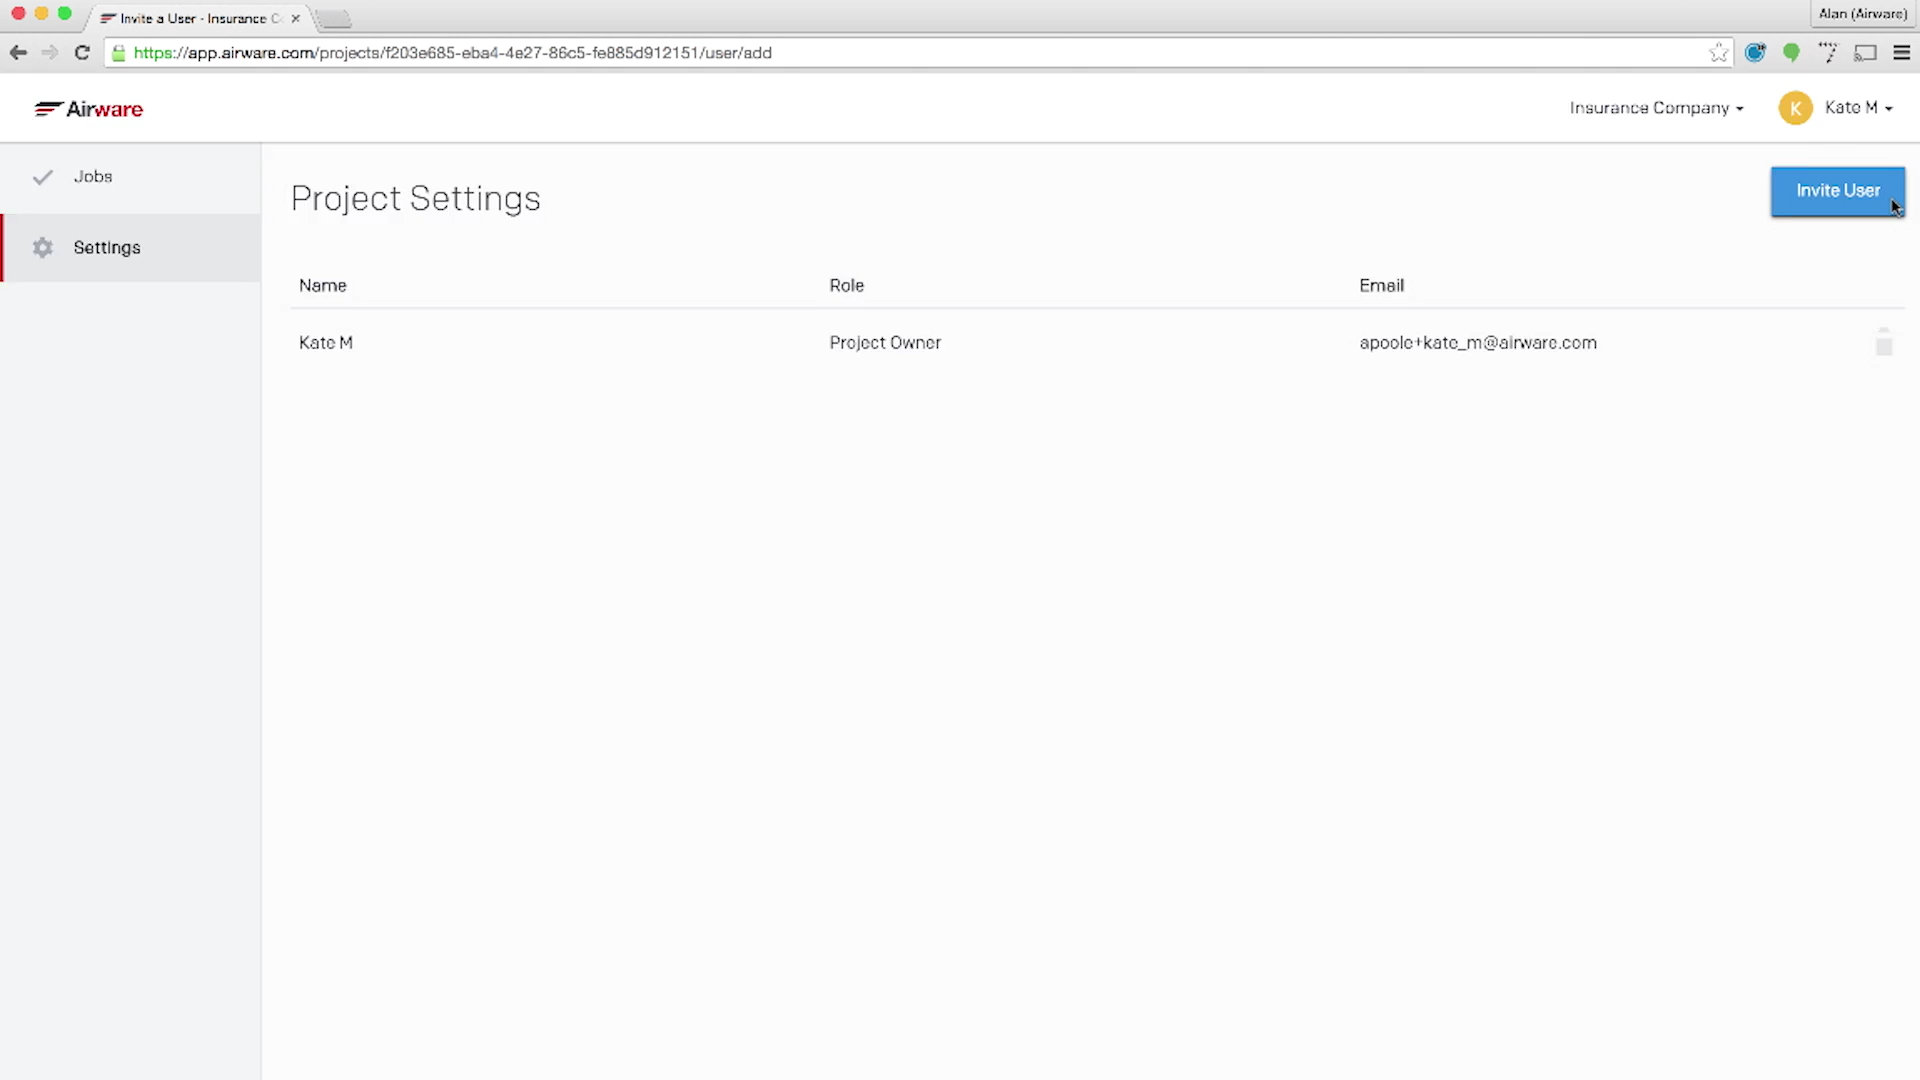 Invite a User - Insurance Co
Alan (Airware)
https://app.airware.com/projects/f203e685-eba4-4e27-86c5-fe885d912151/user/add
Airware
Insurance Company
K
Kate M
Jobs
Settings
Project Settings
Invite User
Name Role Email
Kate M Project Owner apoole+kate_m@airware.com